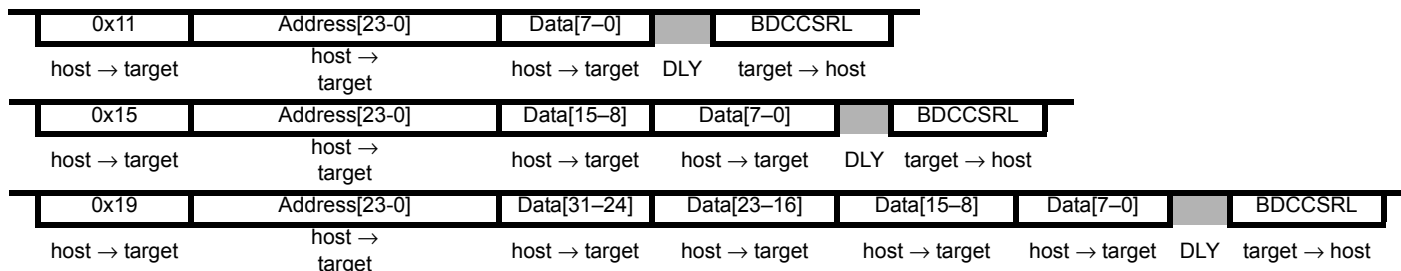 0x11 Address[23-0] Data[7–0] BDCCSRL
host → target host → target host → target DLY target → host
0x15 Address[23-0] Data[15–8] Data[7–0] BDCCSRL
host → target host → target host → target host → target DLY target → host
0x19 Address[23-0] Data[31–24] Data[23–16] Data[15–8] Data[7–0] BDCCSRL
host → target host → target host → target host → target host → target host → target DLY target → host